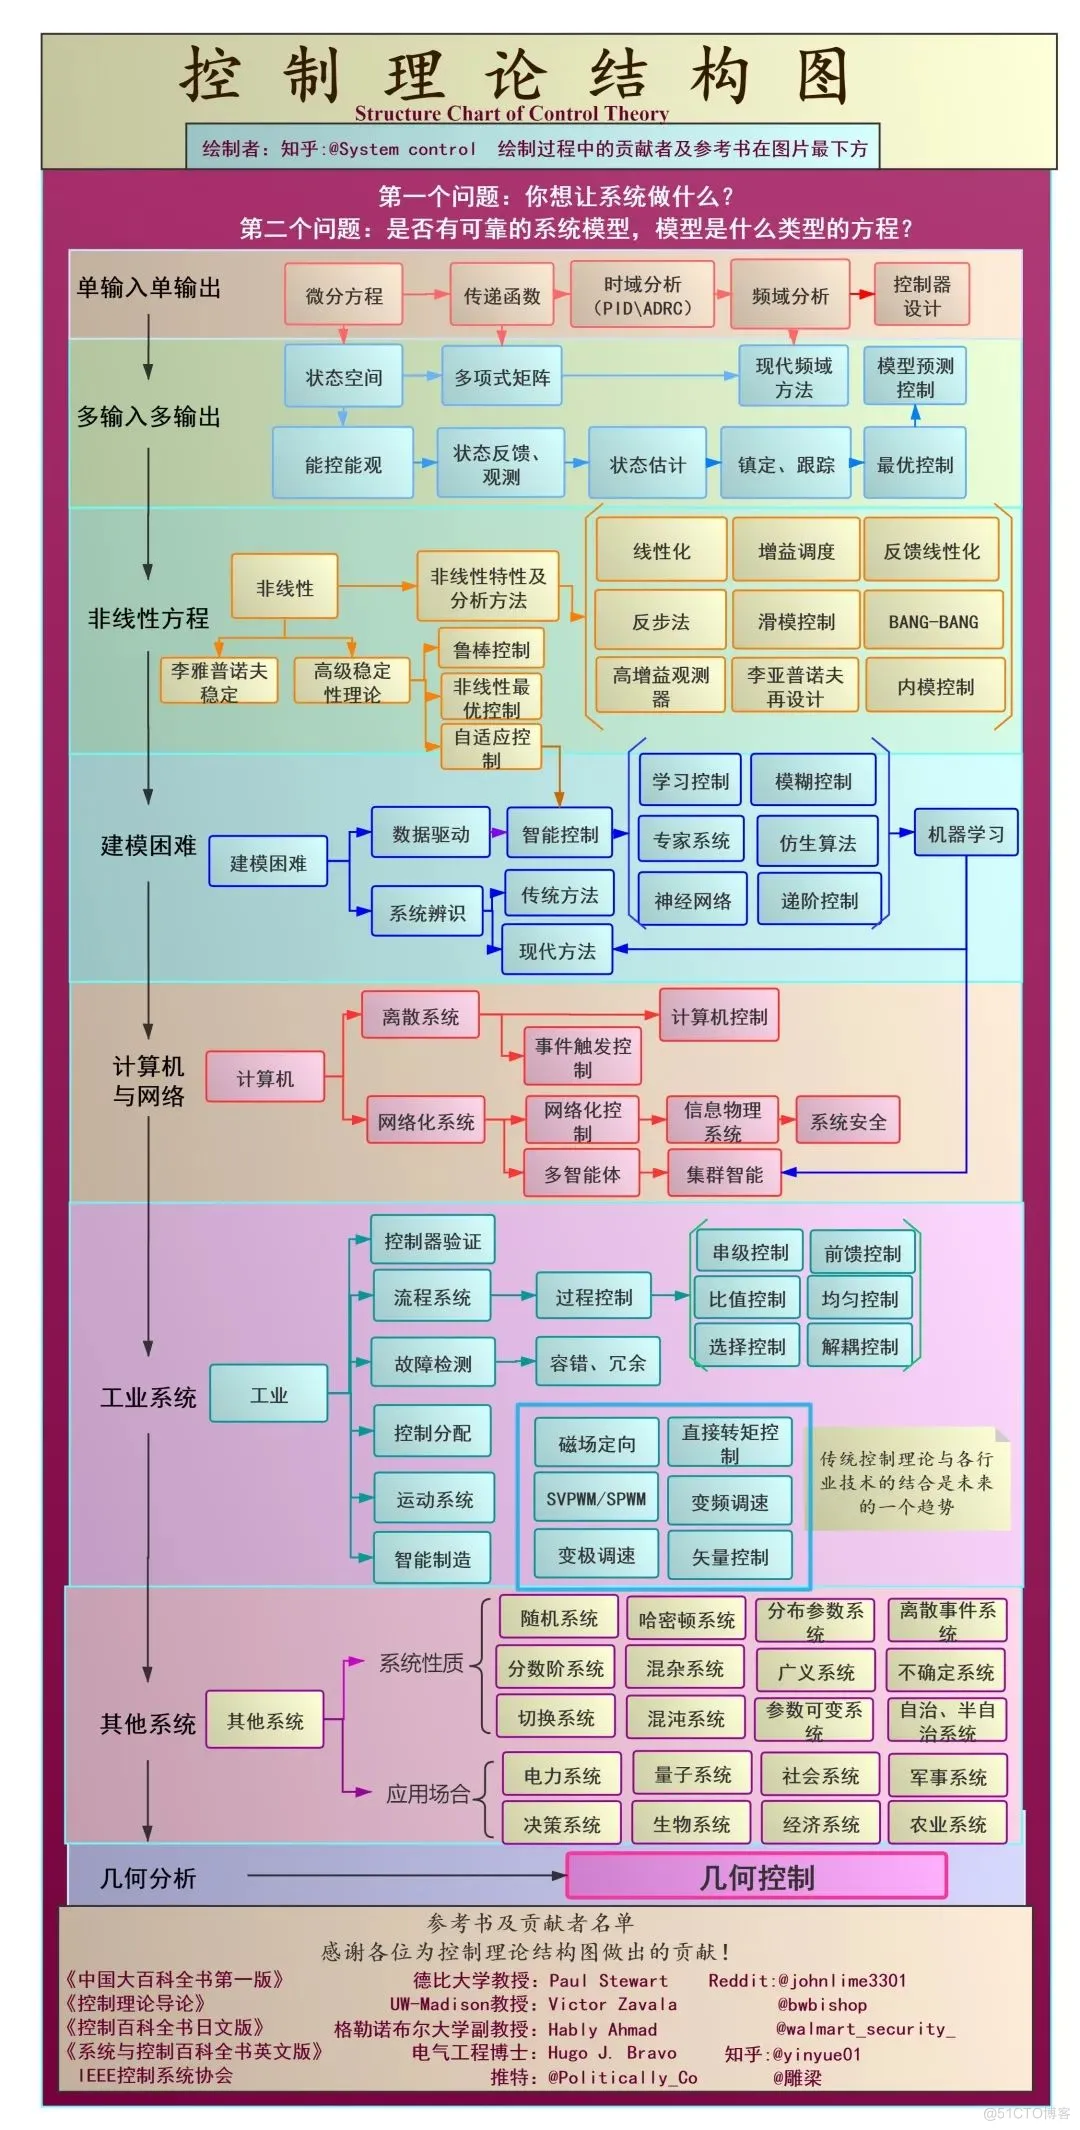 控制理论结构图
Structure Chart of Control Theory
绘制者：知乎:@System control 绘制过程中的贡献者及参考书在图片最下方
第一个问题：你想让系统做什么？
第二个问题：是否有可靠的系统模型，模型是什么类型的方程？
单输入单输出
微分方程
传递函数
时域分析
（PID\ADRC）
频域分析
控制器
设计
多输入多输出
状态空间
多项式矩阵
现代频域
方法
模型预测
控制
能控能观
状态反馈、
观测
状态估计
镇定、跟踪
最优控制
非线性方程
非线性
非线性特性及
分析方法
李雅普诺夫
稳定
高级稳定
性理论
鲁棒控制
非线性最
优控制
自适应控
制
线性化
增益调度
反馈线性化
反步法
滑模控制
BANG-BANG
高增益观测
器
李亚普诺夫
再设计
内模控制
建模困难
建模困难
数据驱动
智能控制
系统辨识
传统方法
现代方法
学习控制
模糊控制
专家系统
仿生算法
神经网络
递阶控制
机器学习
计算机
与网络
计算机
离散系统
计算机控制
事件触发控
制
网络化系统
网络化控
制
信息物理
系统
系统安全
多智能体
集群智能
工业系统
工业
控制器验证
流程系统
过程控制
串级控制
前馈控制
比值控制
均匀控制
选择控制
解耦控制
故障检测
容错、冗余
控制分配
运动系统
智能制造
磁场定向
直接转矩控
制
SVPWM/SPWM
变频调速
变极调速
矢量控制
传统控制理论与各行
业技术的结合是未来
的一个趋势
其他系统
其他系统
系统性质
随机系统
哈密顿系统
分布参数系
统
离散事件系
统
分数阶系统
混杂系统
广义系统
不确定系统
切换系统
混沌系统
参数可变系
统
自治、半自
治系统
应用场合
电力系统
量子系统
社会系统
军事系统
决策系统
生物系统
经济系统
农业系统
几何分析
几何控制
参考书及贡献者名单
感谢各位为控制理论结构图做出的贡献！
《中国大百科全书第一版》 德比大学教授：Paul Stewart Reddit:@johnlime3301
《控制理论导论》 UW-Madison教授：Victor Zavala @bwbishop
《控制百科全书日文版》 格勒诺布尔大学副教授：Hably Ahmad @walmart_security_
《系统与控制百科全书英文版》 电气工程博士：Hugo J. Bravo 知乎:@yinyue01
IEEE控制系统协会 推特：@Politically_Co @雕梁
@51CTO博客